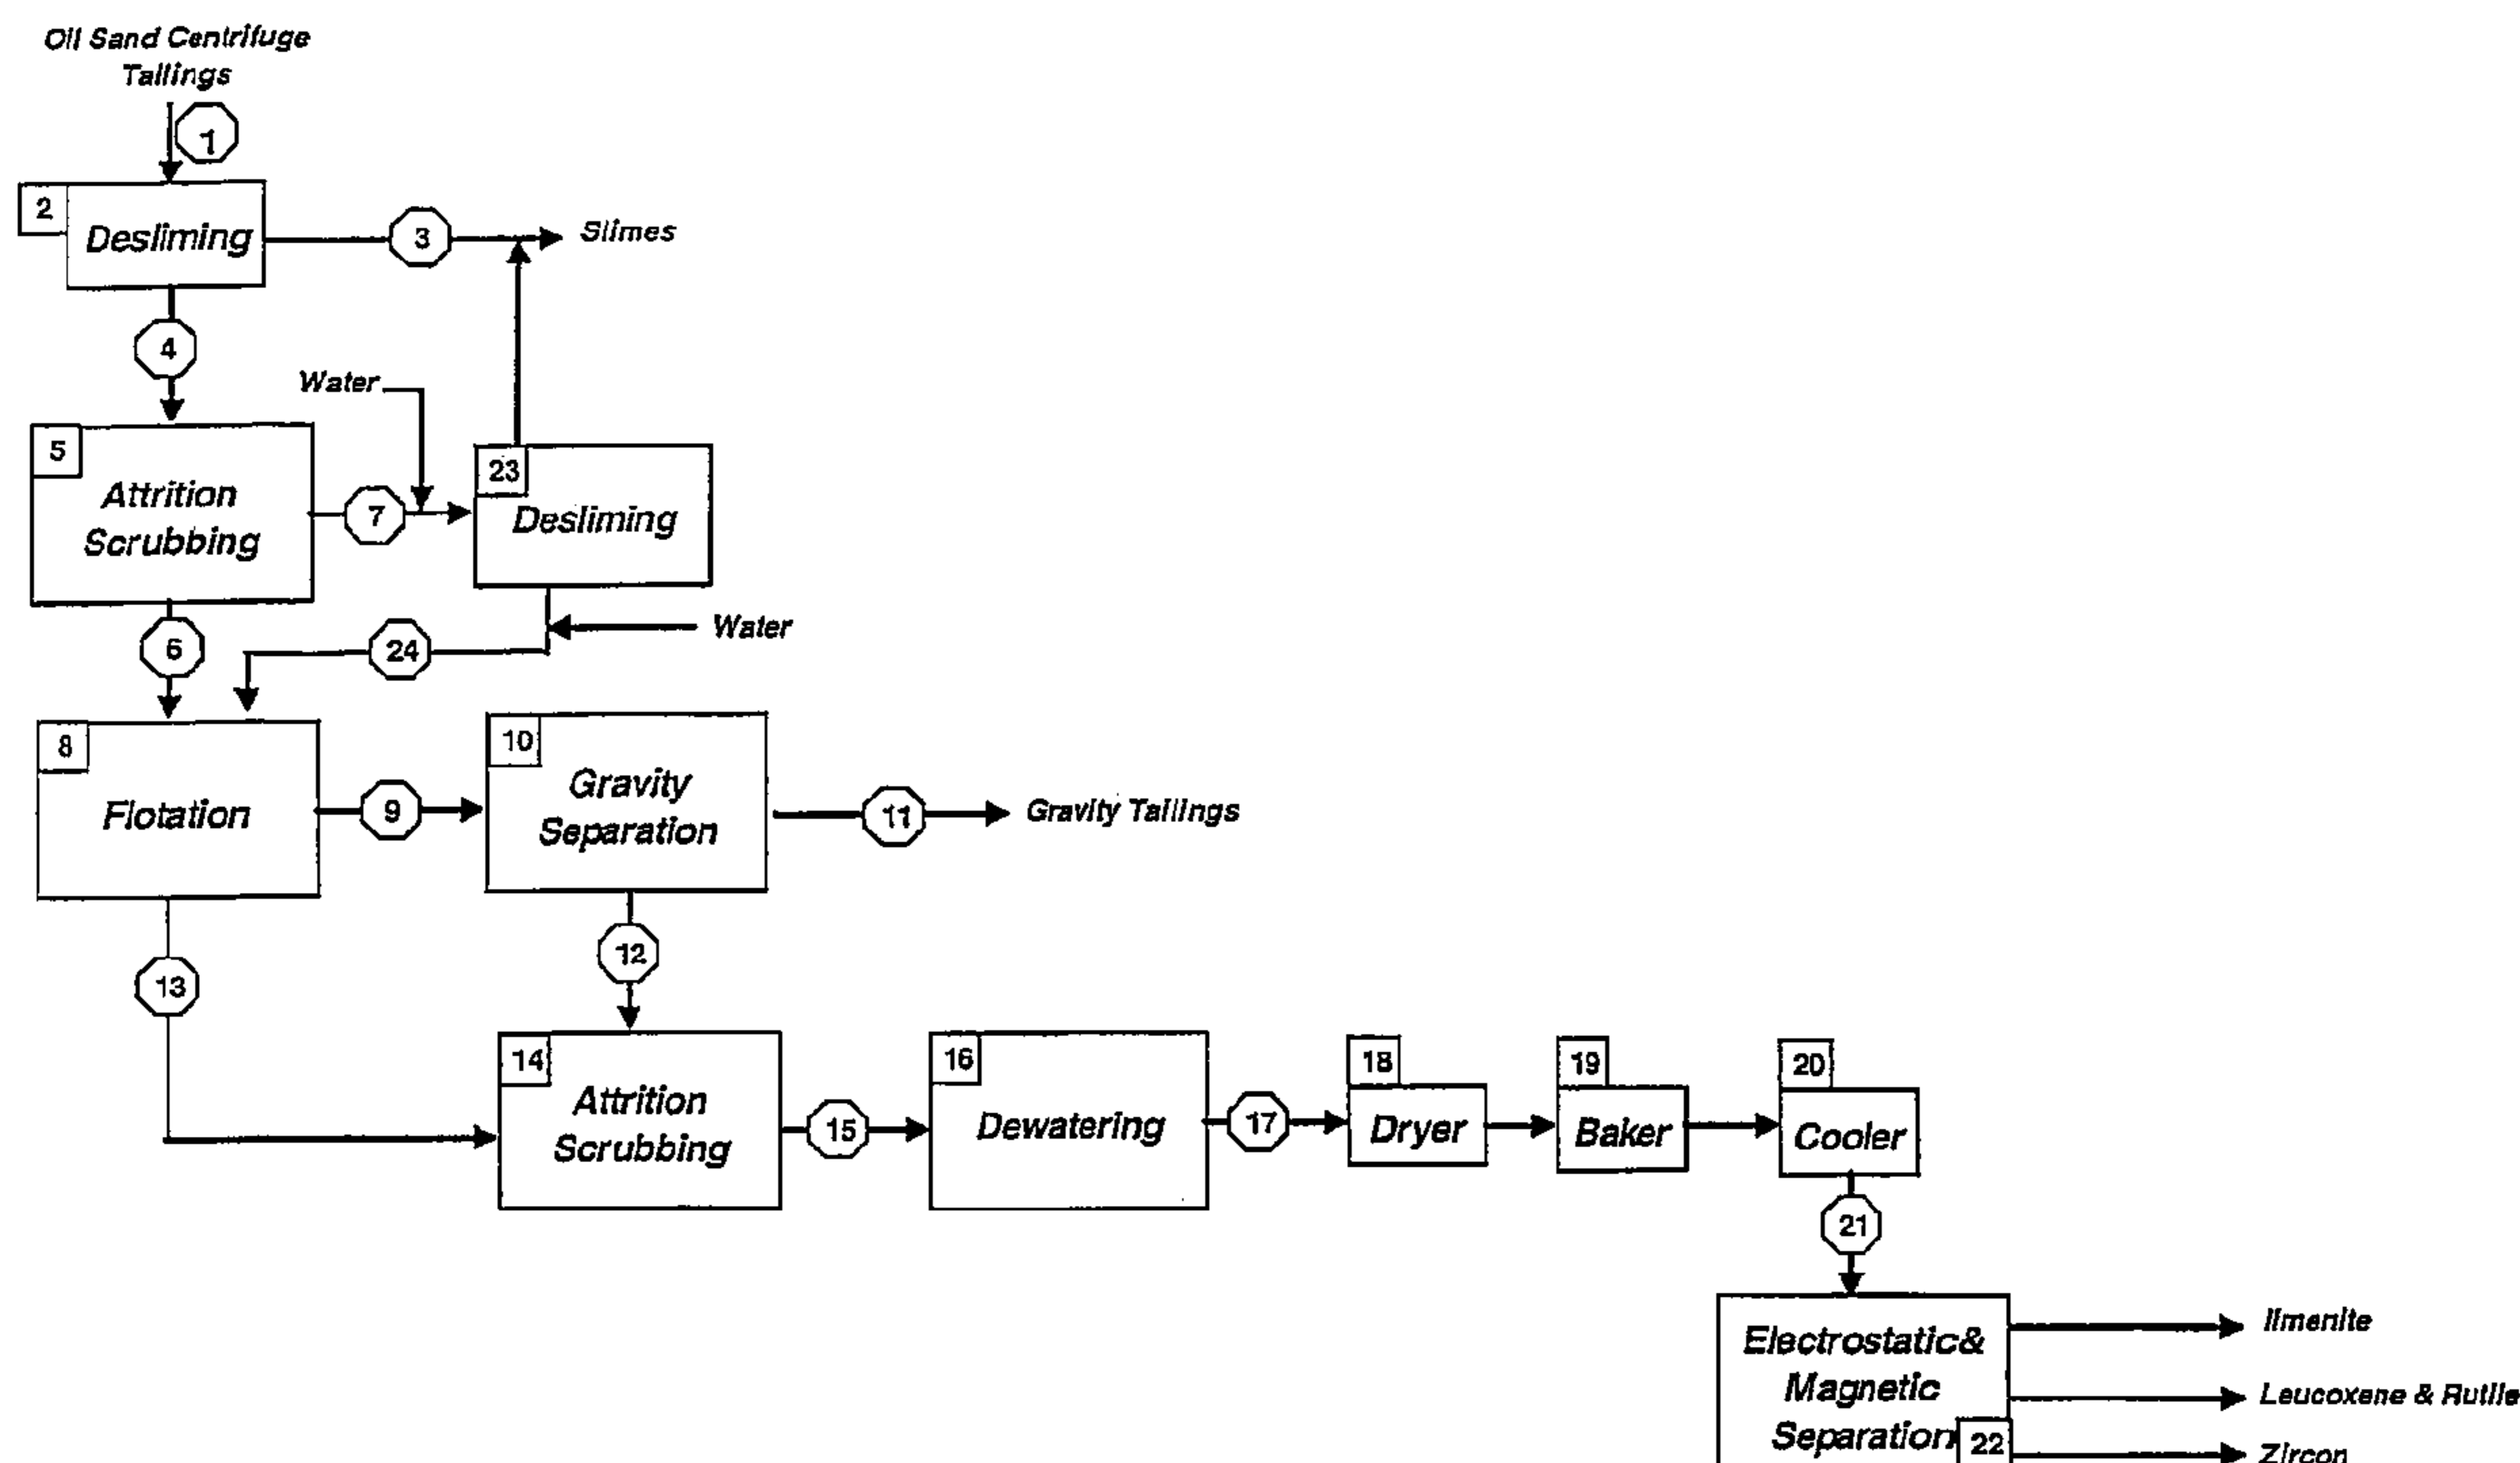 Oil Sand Centrifuge
Tailings
1
2
Desliming
3
Slimes
4
Water
5
Attrition
Scrubbing
7
23
Desliming
6
24
Water
8
Flotation
9
10
Gravity
Separation
11
Gravity Tailings
12
13
14
Attrition
Scrubbing
15
16
Dewatering
17
18
Dryer
19
Baker
20
Cooler
21
Electrostatic&
Magnetic
Separation
22
Ilmenite
Leucoxene & Rutile
Zircon